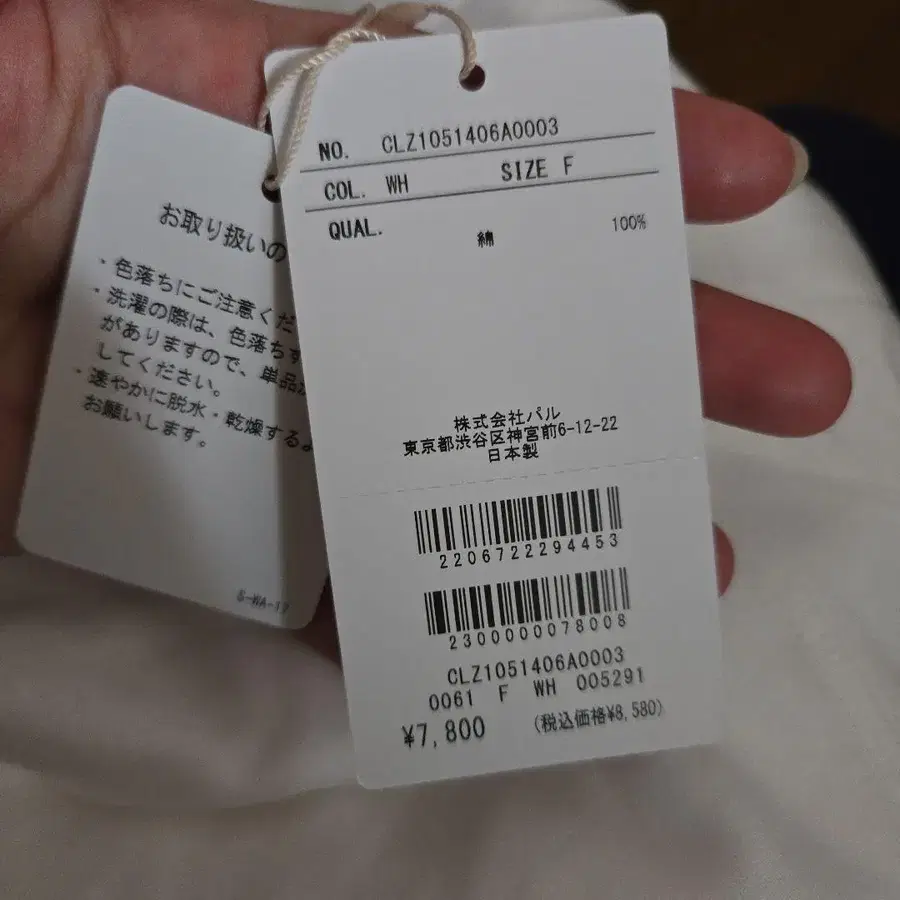 お取り扱いの
・色落ちにご注意くだ
・洗濯の際は、色落ちす
がありますので、単品
してください。
・速やかに脱水・乾燥するよ
お願いします。
S-WA-17
NO. CLZ1051406A0003
COL. WH SIZE F
QUAL. 綿 100%
株式会社パル
東京都渋谷区神宮前6-12-22
日本製
2206722294453
2300000078008
CLZ1051406A0003
0061 F WH 005291
¥7,800 (税込価格¥8,580)